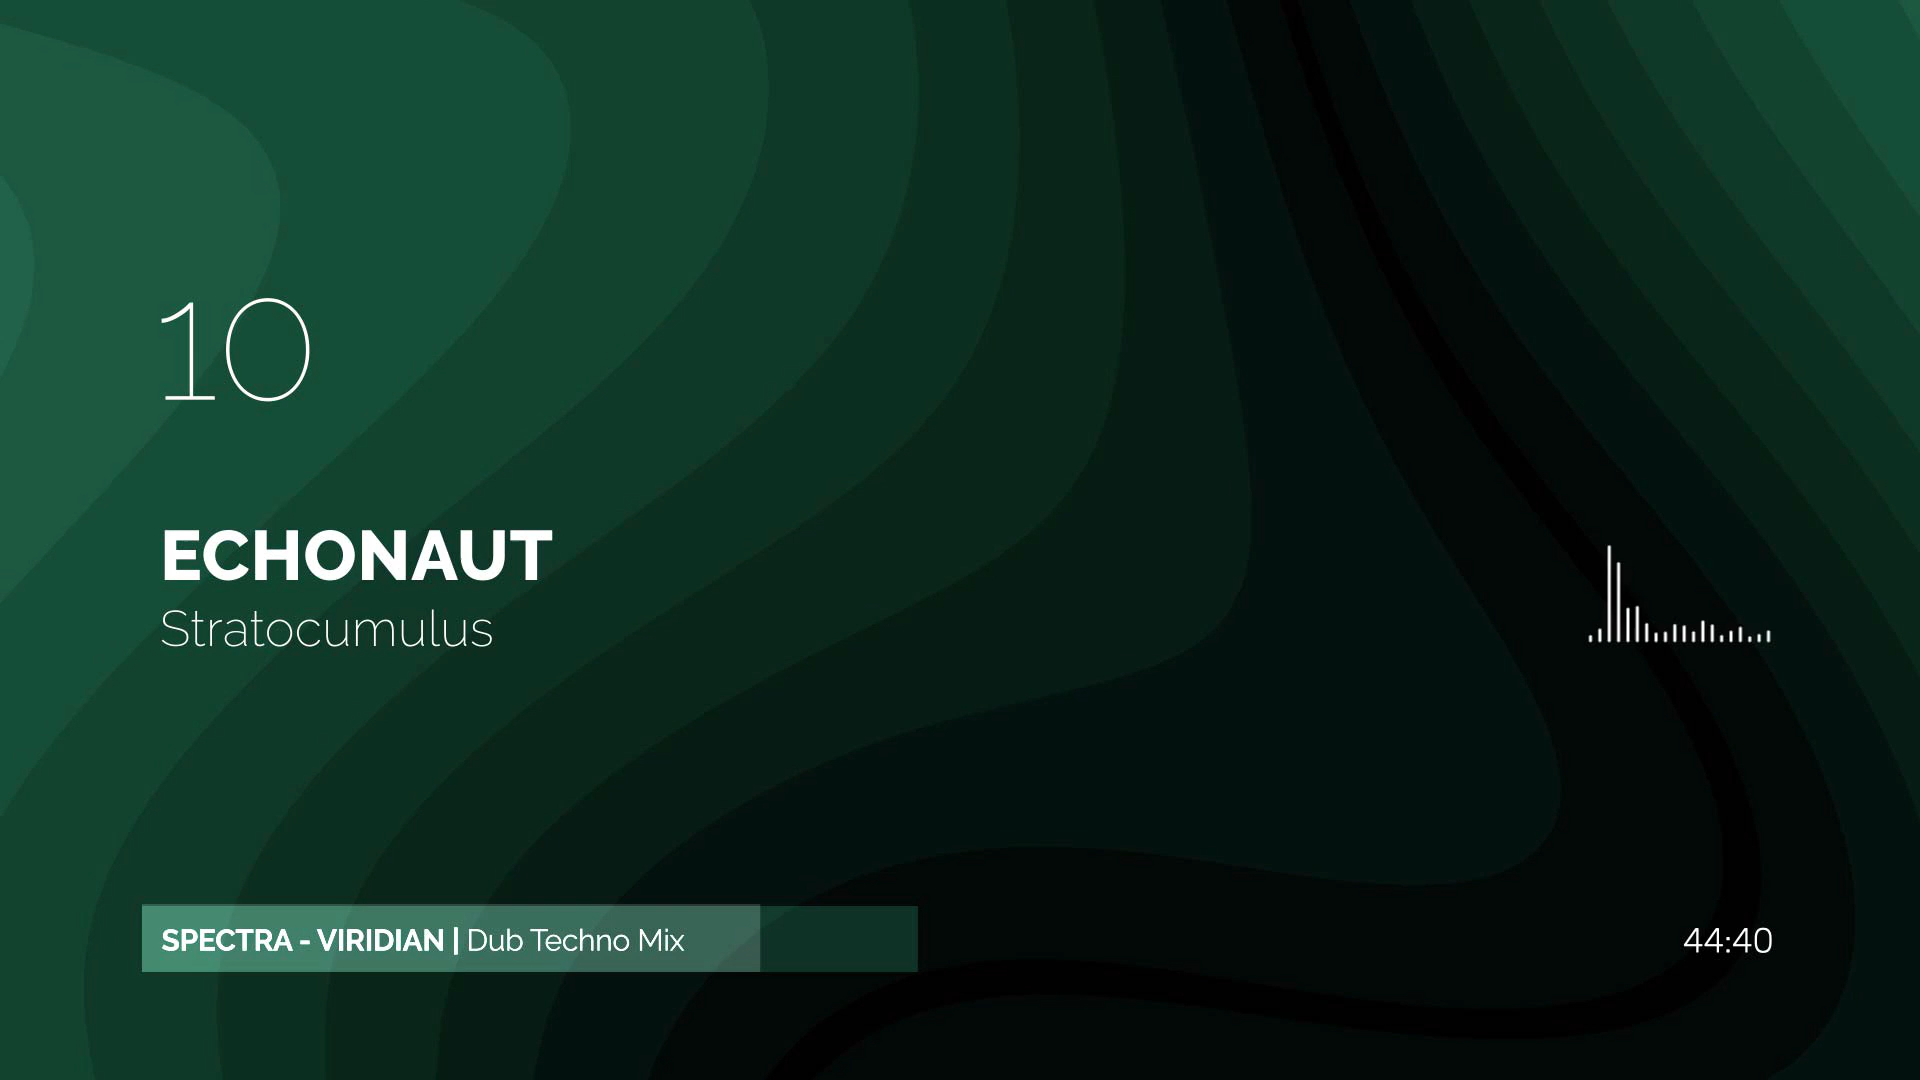 10
ECHONAUT
Stratocumulus
SPECTRA - VIRIDIAN | Dub Techno Mix
44:40